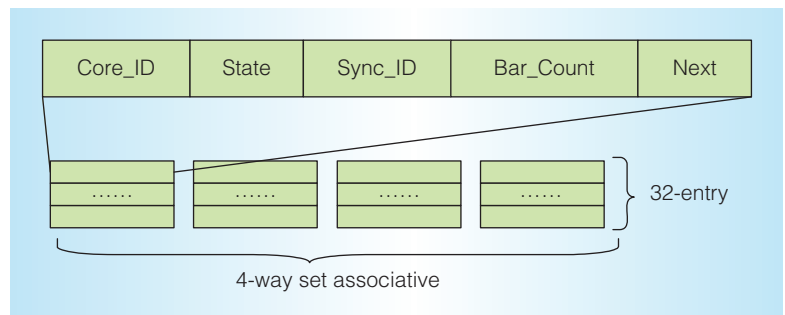 Core_ID State Sync_ID Bar_Count Next
...... ...... ...... ......
32-entry
4-way set associative